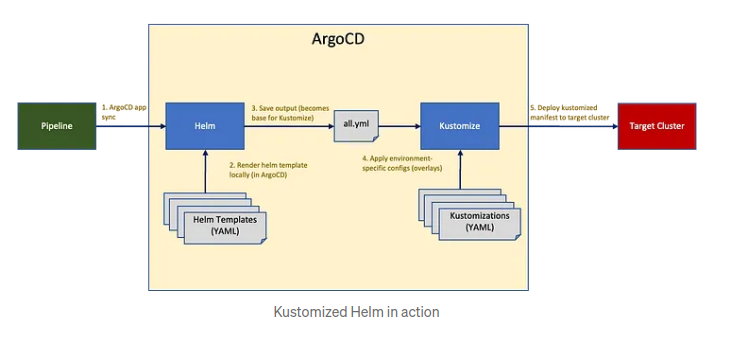 ArgoCD
Pipeline
1. ArgoCD app
sync
Helm
3. Save output (becomes
base for Kustomize)
all.yml
Kustomize
5. Deploy kustomized
manifest to target cluster
Target Cluster
2. Render helm template
locally (in ArgoCD)
4. Apply environment-
specific configs (overlays)
Helm Templates
(YAML)
Kustomizations
(YAML)
Kustomized Helm in action